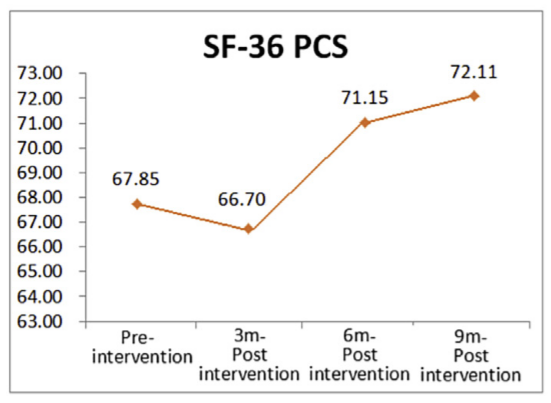 SF-36 PCS
73.00
72.00
71.00
70.00
69.00
68.00
67.00
66.00
65.00
64.00
63.00
67.85
66.70
71.15
72.11
Pre-
intervention
3m-
Post
intervention
6m-
Post
intervention
9m-
Post
intervention